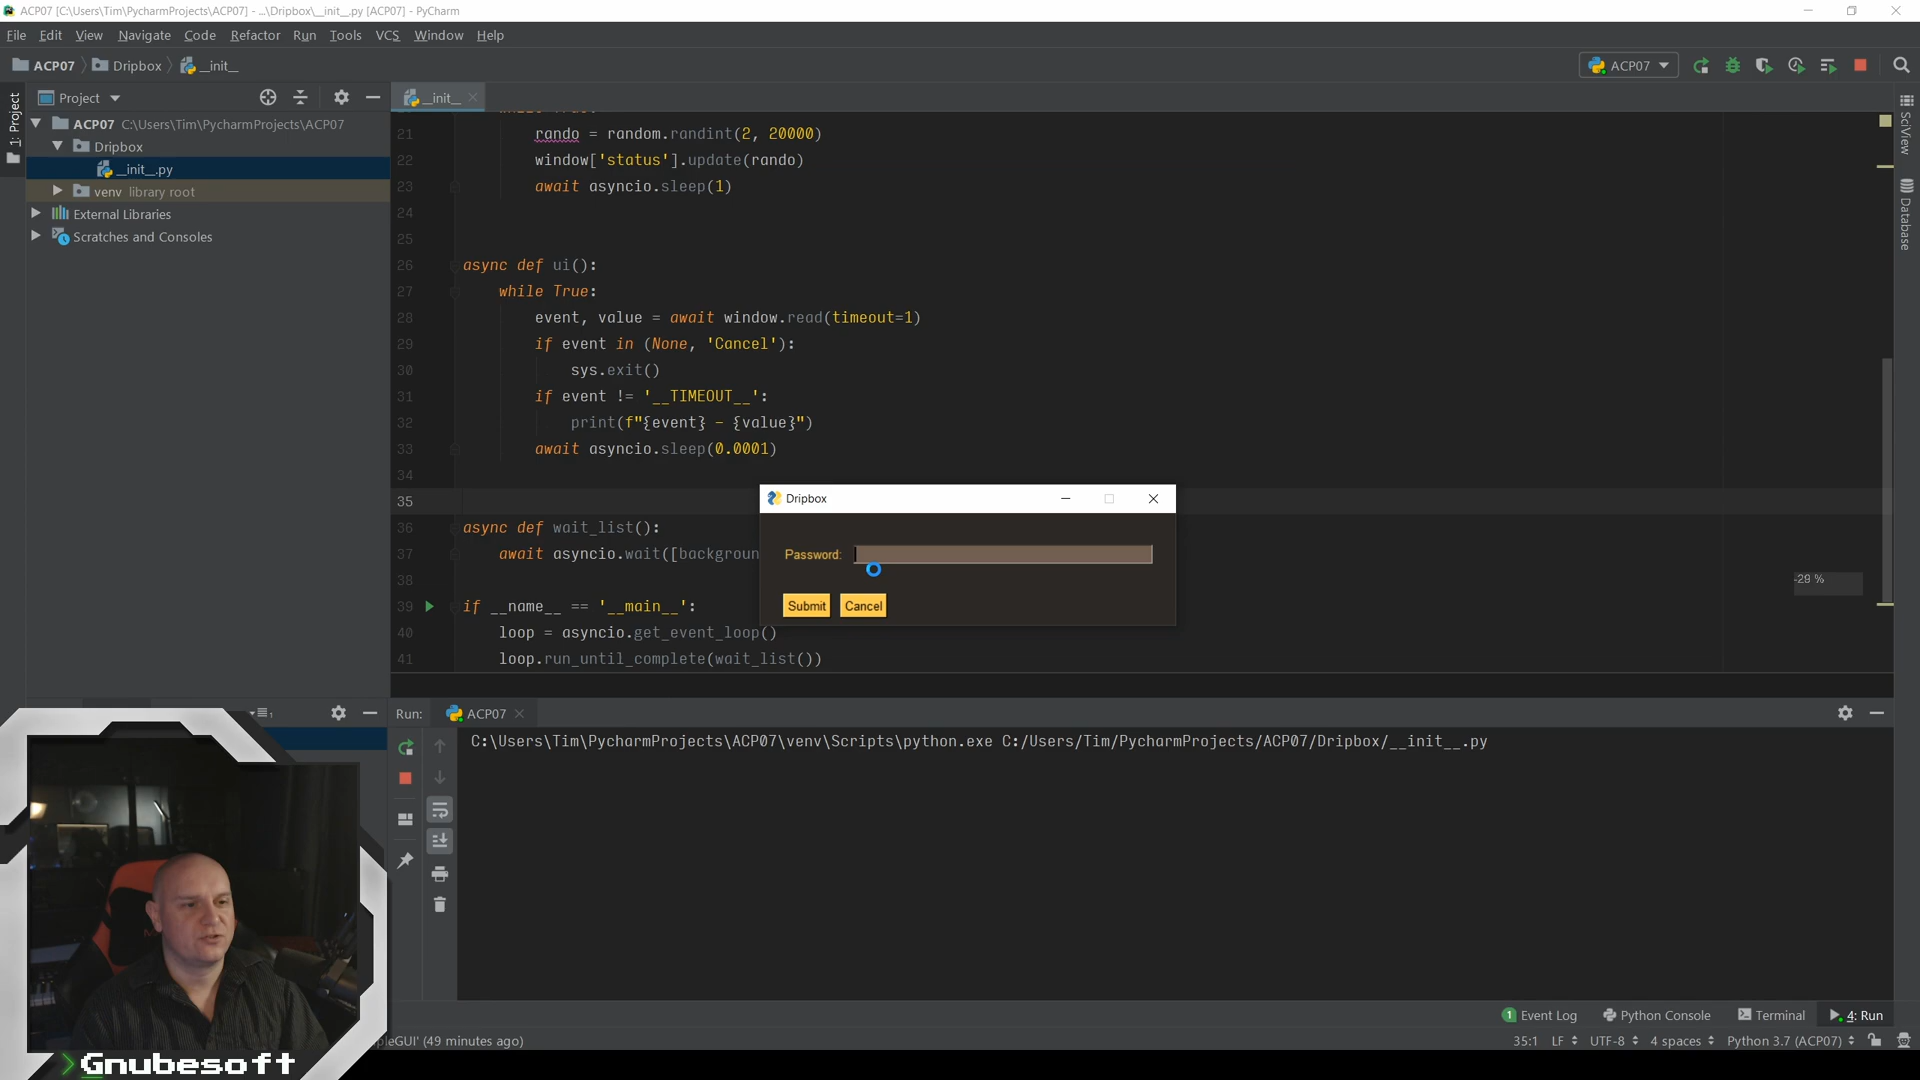 ACP07 [C:\Users\Tim\PycharmProjects\ACP07] - ...\Dripbox\__init__.py [ACP07] - PyCharm
File Edit View Navigate Code Refactor Run Tools VCS Window Help
ACP07 Dripbox __init__
ACP07
Project
__init__
1: Project
ACP07 C:\Users\Tim\PycharmProjects\ACP07
Dripbox
__init__.py
venv library root
External Libraries
Scratches and Consoles
21 rando = random.randint(2, 20000)
22 window['status'].update(rando)
23 await asyncio.sleep(1)
24
25
26 async def ui():
27 while True:
28 event, value = await window.read(timeout=1)
29 if event in (None, 'Cancel'):
30 sys.exit()
31 if event != '__TIMEOUT__':
32 print(f"{event} - {value}")
33 await asyncio.sleep(0.0001)
34
35
36 async def wait_list():
37 await asyncio.wait([backgroun
38
39 if __name__ == '__main__':
40 loop = asyncio.get_event_loop()
41 loop.run_until_complete(wait_list())
Dripbox
Password:
Submit Cancel
-29 %
SciView
Database
Run: ACP07
C:\Users\Tim\PycharmProjects\ACP07\venv\Scripts\python.exe C:/Users/Tim/PycharmProjects/ACP07/Dripbox/__init__.py
1 Event Log Python Console Terminal 4: Run
pleGUI' (49 minutes ago)
35:1 LF UTF-8 4 spaces Python 3.7 (ACP07)
>Gnubesoft